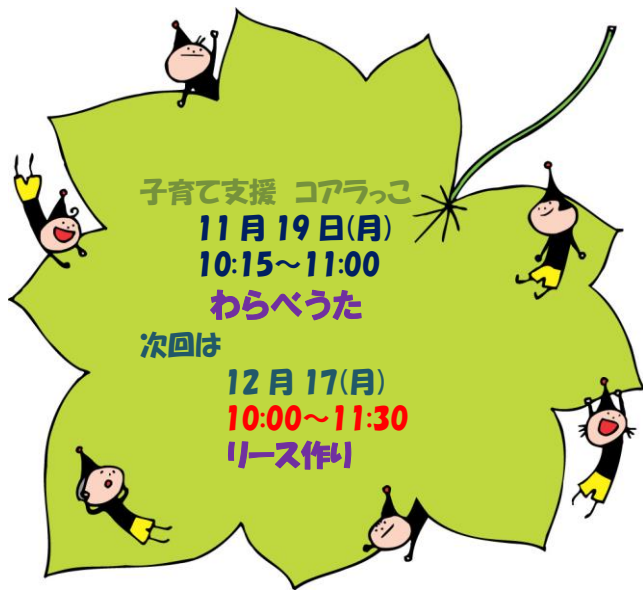 子育て支援 コアラっこ
11月19日(月)
10:15～11:00
わらべうた
次回は
12月17(月)
10:00～11:30
リース作り